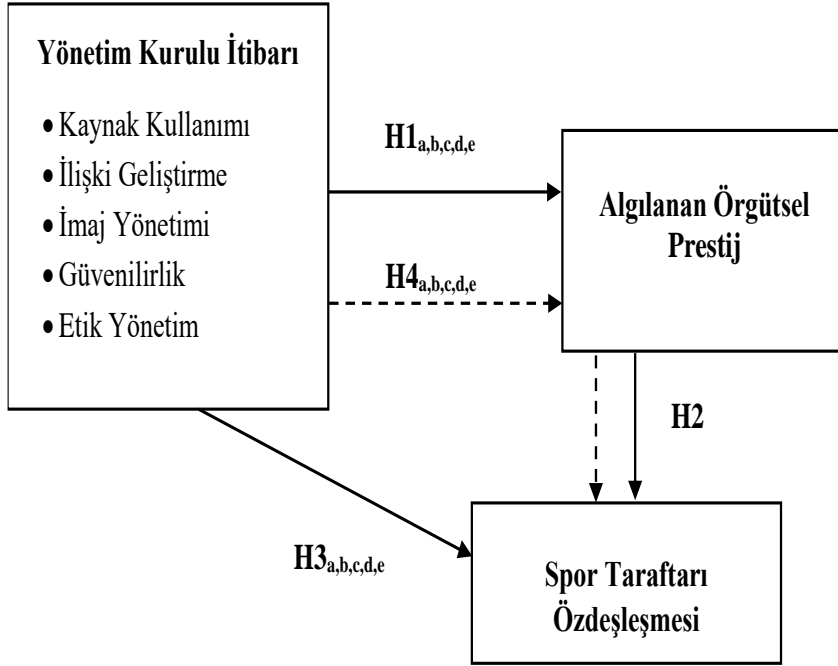 Yönetim Kurulu İtibarı
• Kaynak Kullanımı
• İlişki Geliştirme
• İmaj Yönetimi
• Güvenilirlik
• Etik Yönetim
H1a,b,c,d,e
Algılanan Örgütsel
Prestij
H4a,b,c,d,e
H2
H3a,b,c,d,e
Spor Taraftarı
Özdeşleşmesi